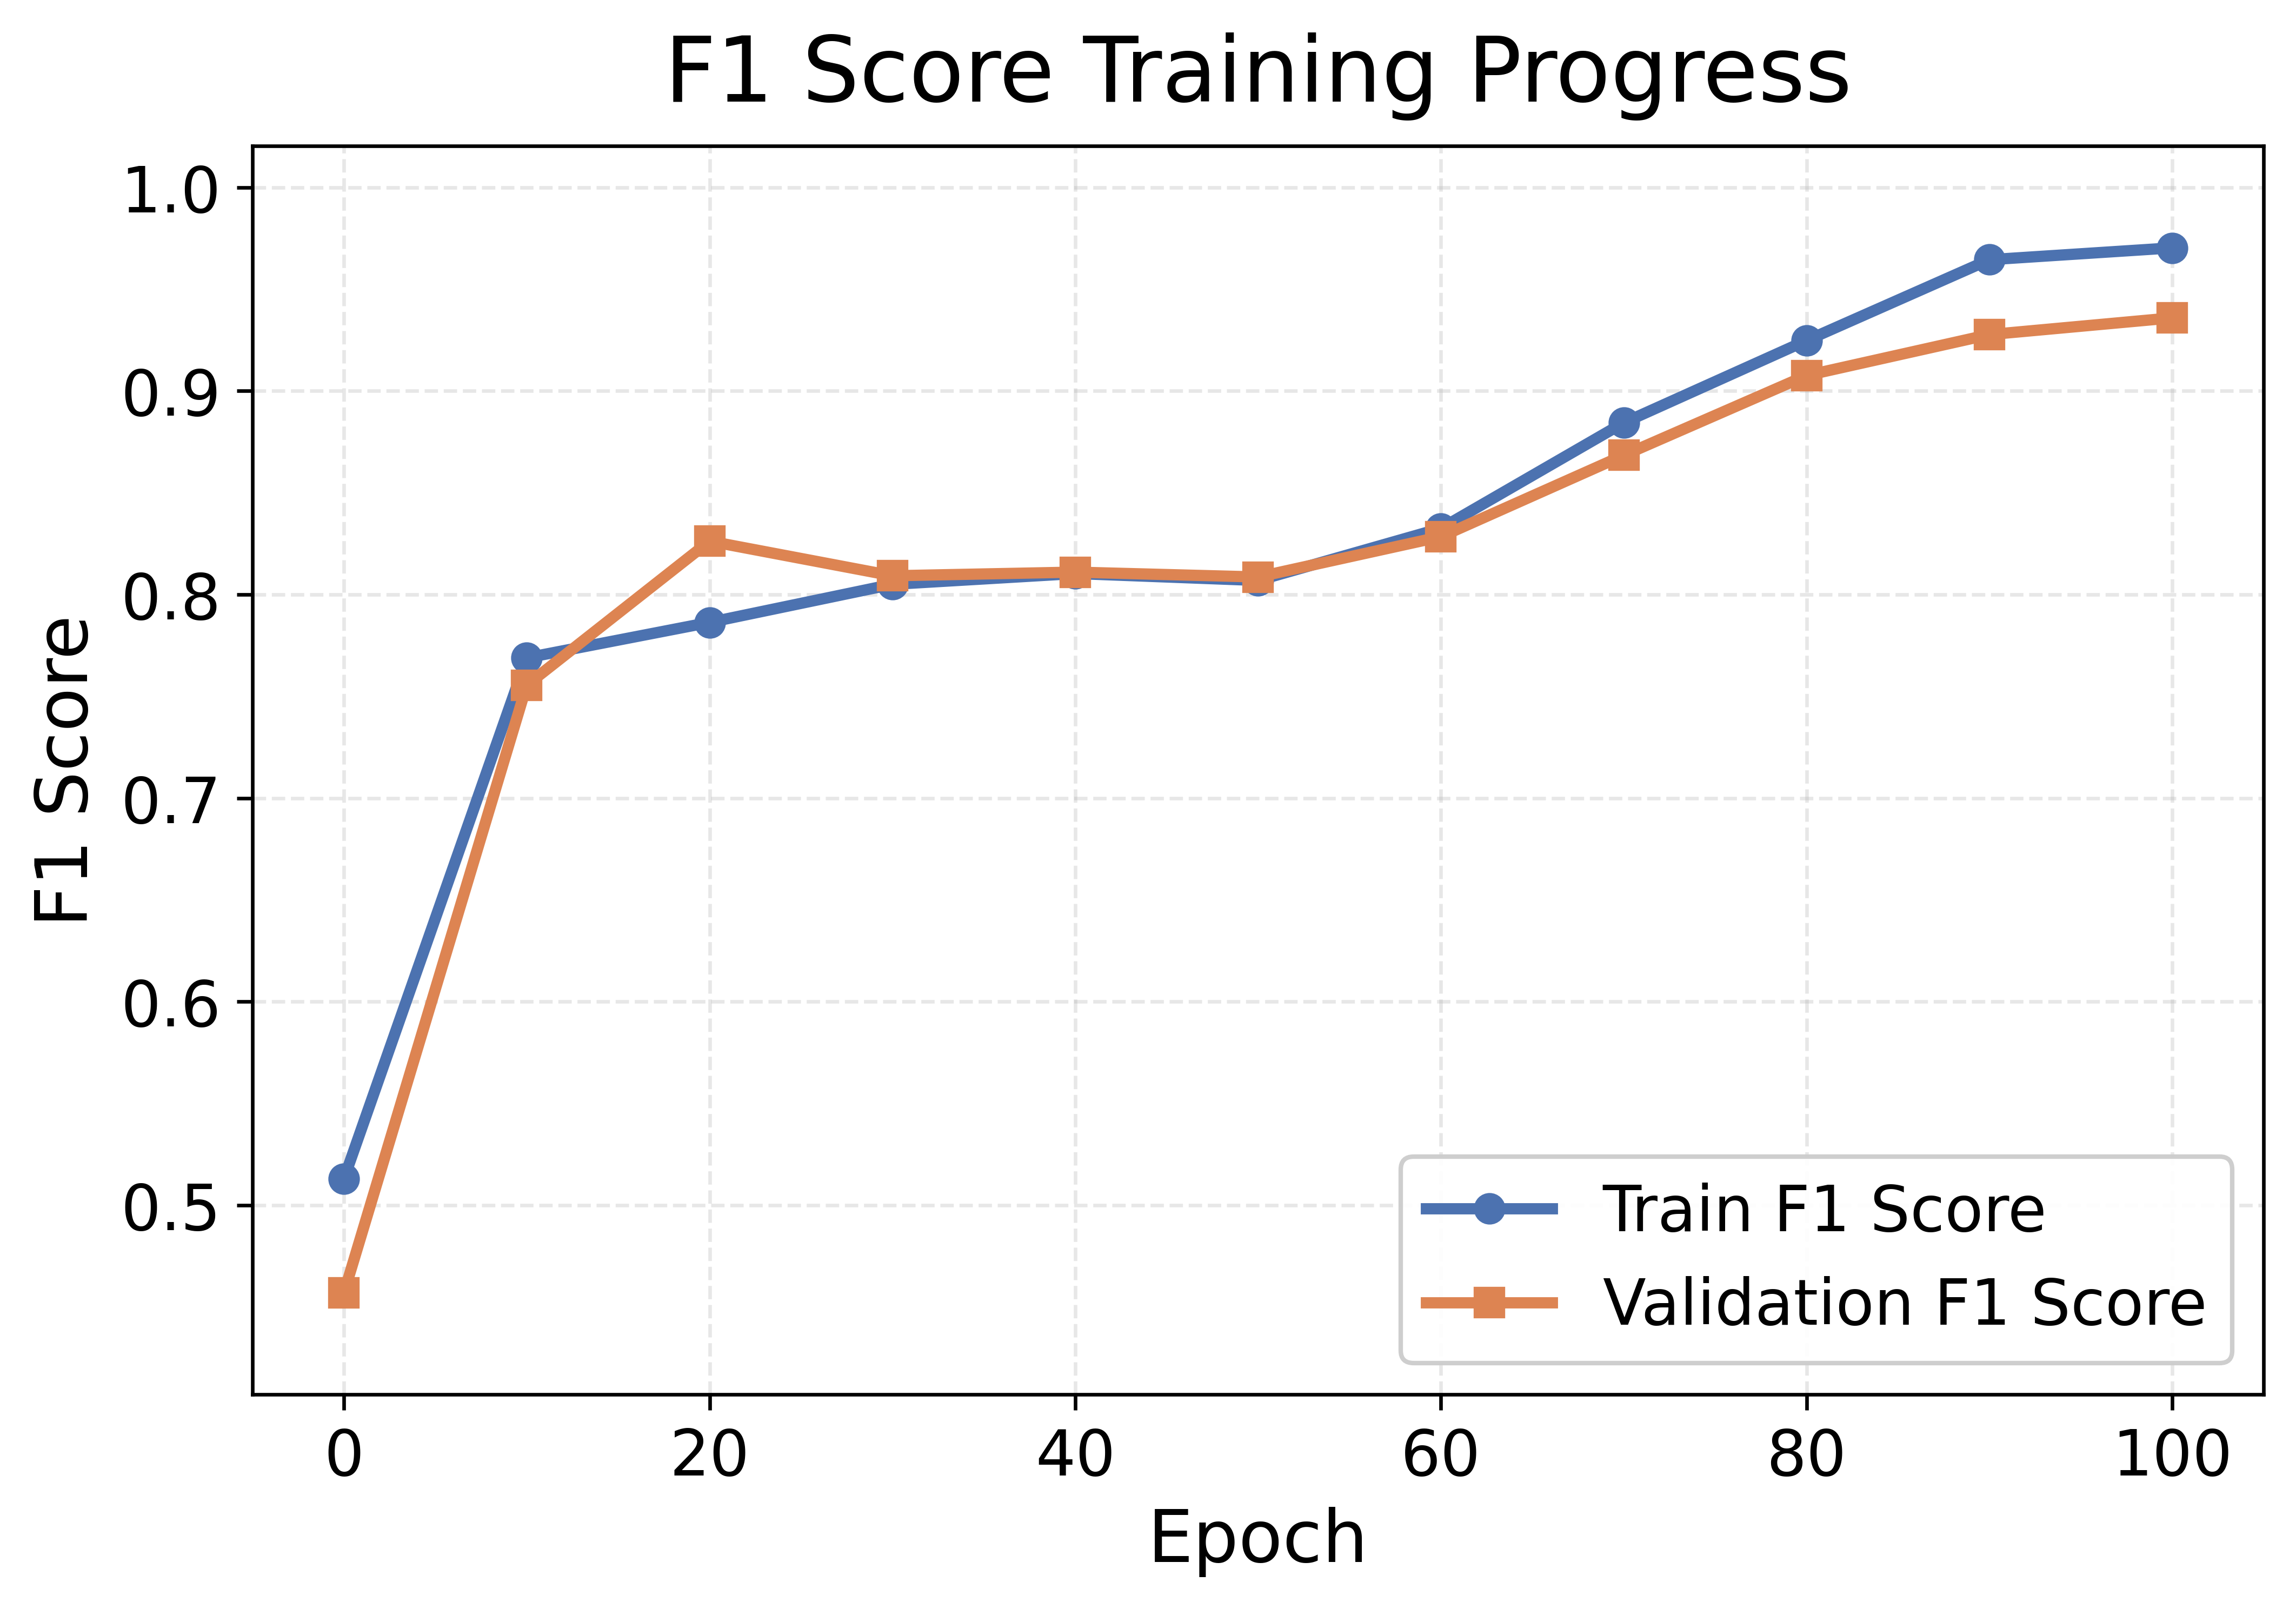 F1 Score Training Progress
F1 Score
1.0
0.9
0.8
0.7
0.6
0.5
0
20
40
60
80
100
Epoch
Train F1 Score
Validation F1 Score